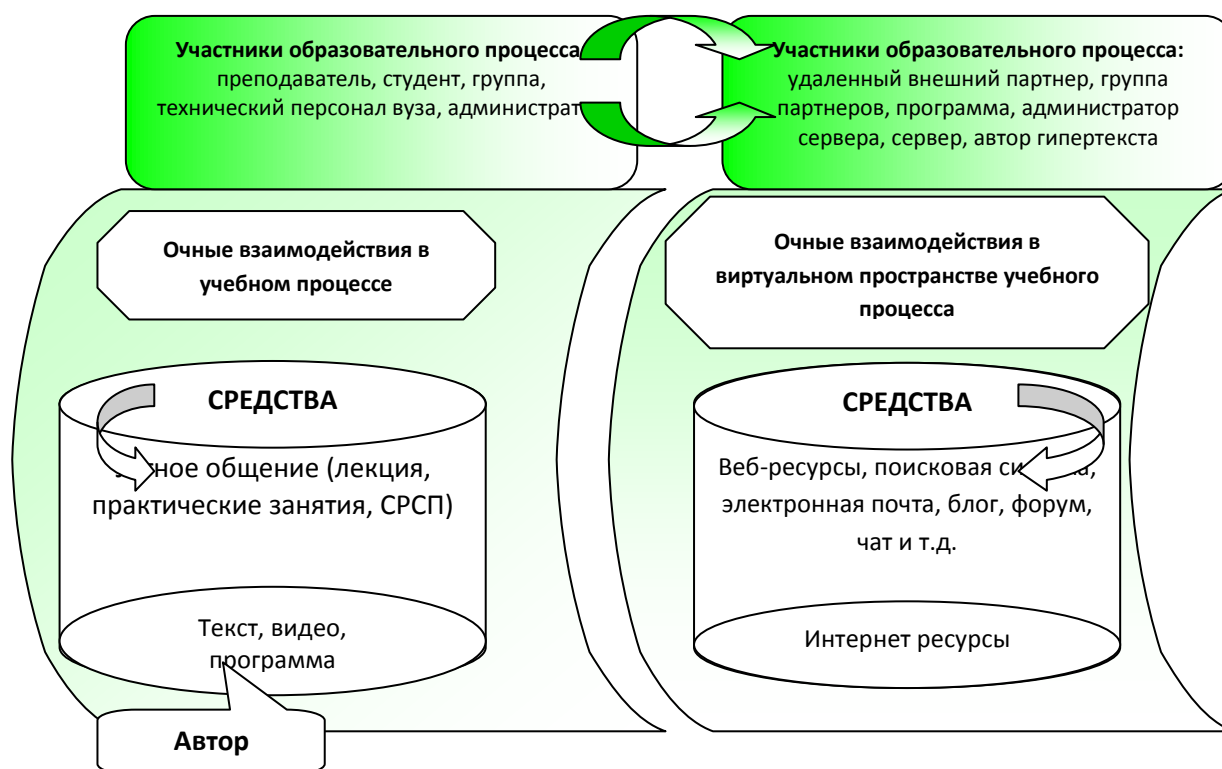 Участники образовательного процесса
преподаватель, студент, группа,
технический персонал вуза, администрат
Участники образовательного процесса:
удаленный внешний партнер, группа
партнеров, программа, администратор
сервера, сервер, автор гипертекста
Очные взаимодействия в
учебном процессе
Очные взаимодействия в
виртуальном пространстве учебного
процесса
СРЕДСТВА
общение (лекция,
практические занятия, СРСП)
Текст, видео,
программа
Автор
СРЕДСТВА
Веб-ресурсы, поисковая
электронная почта, блог, форум,
чат и т.д.
Интернет ресурсы